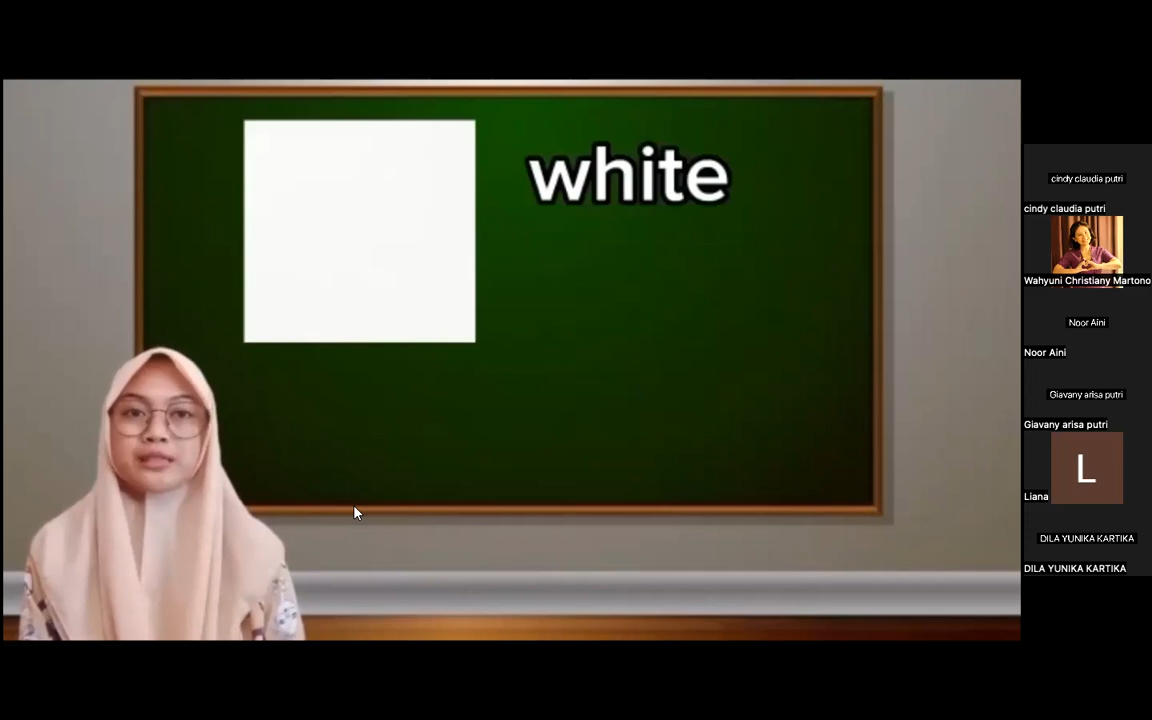 white
cindy claudia putri
cindy claudia putri
Wahyuni Christiany Martono
Noor Aini
Noor Aini
Giavany arisa putri
Giavany arisa putri
L
Liana
DILA YUNIKA KARTIKA
DILA YUNIKA KARTIKA